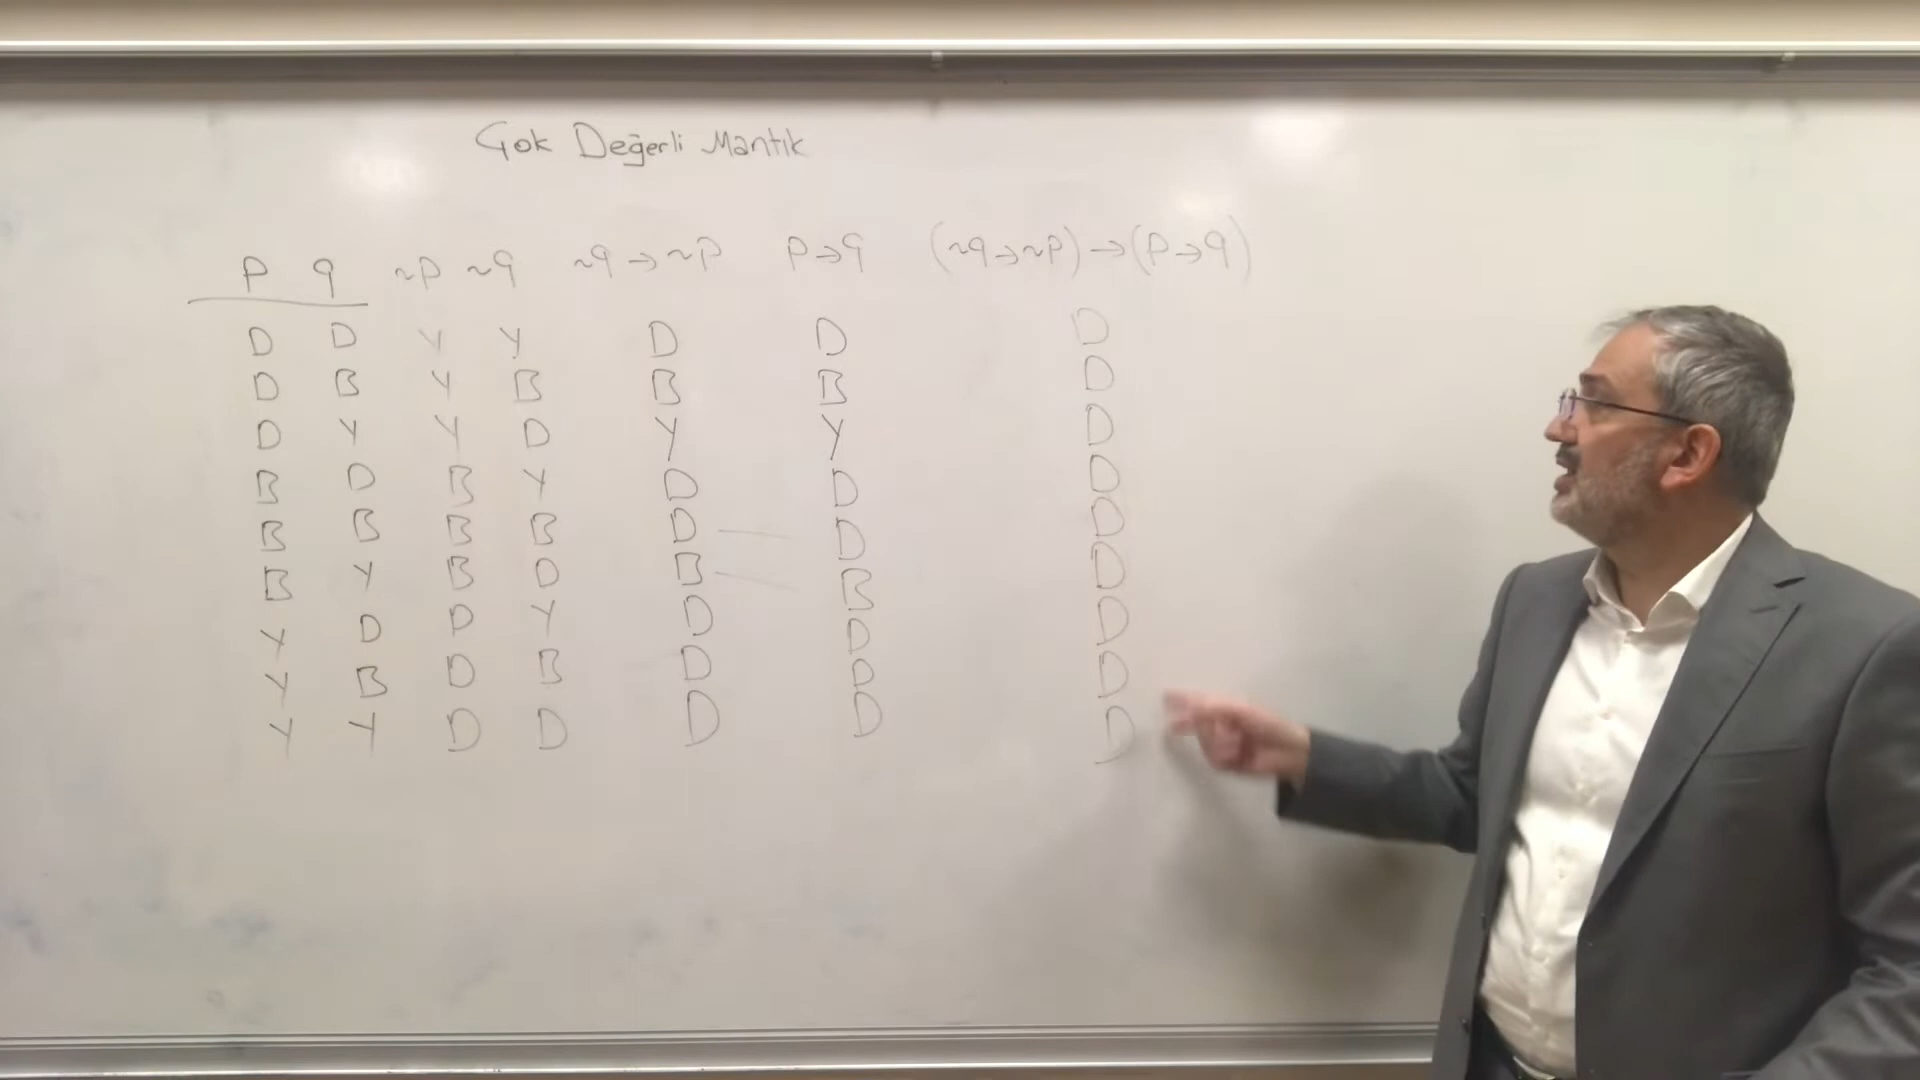 Çok Değerli Mantık
p q ~p ~q ~q → ~p p → q (~q → ~p) → (p → q)
D D Y Y D D D
D B Y B B B D
D Y Y D Y Y D
B D B Y D D D
B B B B D D D
B Y B D B B D
Y D D Y D D D
Y B D B D D D
Y Y D D D D D